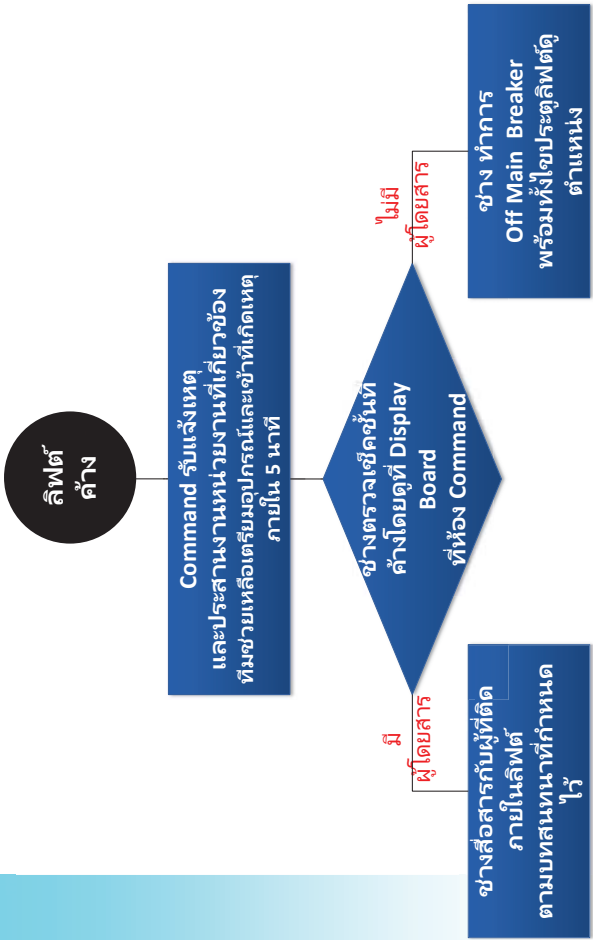 ลิฟต์
ค้าง
Command รับแจ้งเหตุ
และประสานงานหน่วยงานที่เกี่ยวข้อง
ทีมช่วยเหลือเตรียมอุปกรณ์และเข้าที่เกิดเหตุ
ภายใน 5 นาที
ช่างตรวจเช็คชั้นที่
ค้างโดยดูที่ Display
Board
ที่ห้อง Command
มี
ผู้โดยสาร
ไม่มี
ผู้โดยสาร
ช่างสื่อสารกับผู้ที่ติด
ภายในลิฟต์
ตามบทสนทนาที่กำหนด
ไว้
ช่าง ทำการ
Off Main Breaker
พร้อมทั้งไขประตูลิฟต์ดู
ตำแหน่ง